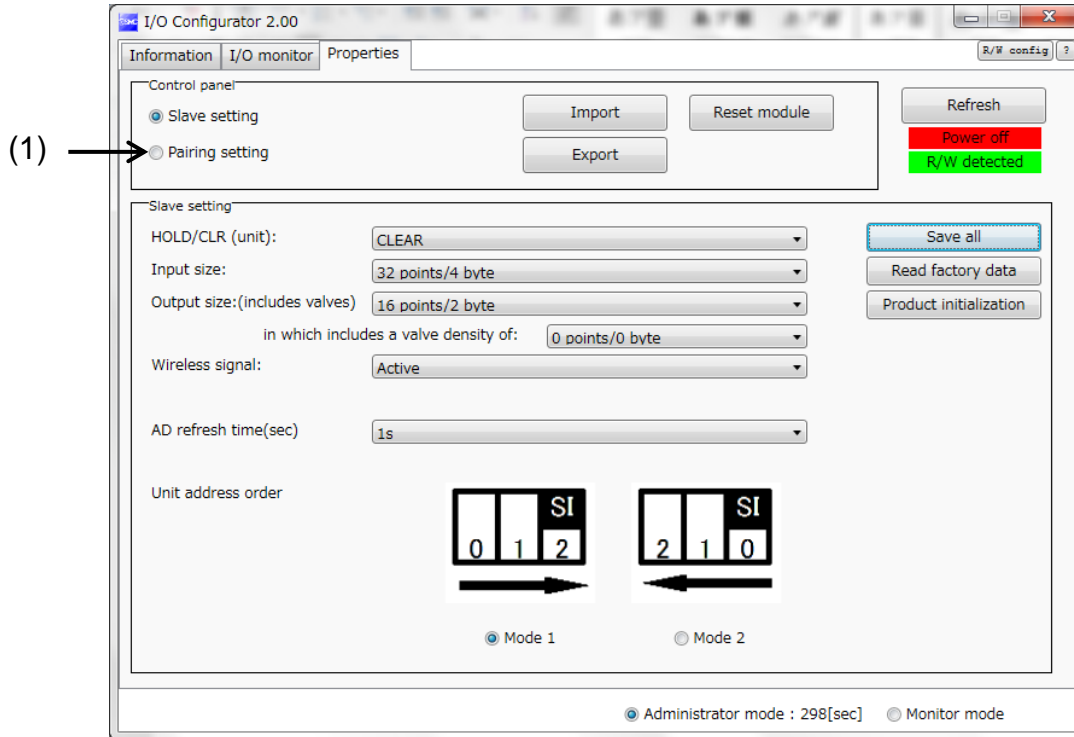 I/O Configurator 2.00
Information
I/O monitor
Properties
R/W config
?
Control panel
Slave setting
Import
Reset module
Refresh
Power off
(1)
Pairing setting
Export
R/W detected
Slave setting
HOLD/CLR (unit):
CLEAR
Save all
Input size:
32 points/4 byte
Read factory data
Output size:(includes valves)
16 points/2 byte
Product initialization
in which includes a valve density of:
0 points/0 byte
Wireless signal:
Active
AD refresh time(sec)
1s
Unit address order
SI
0 1 2
SI
2 1 0
Mode 1
Mode 2
Administrator mode : 298[sec]
Monitor mode